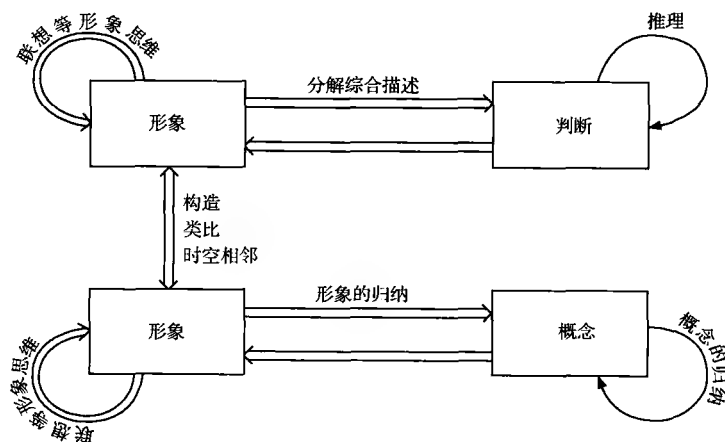 联想等形象思维
推理
分解综合描述
形象
判断
构造
类比
时空相邻
形象的归纳
形象
概念
联想等形象思维
概念的归纳